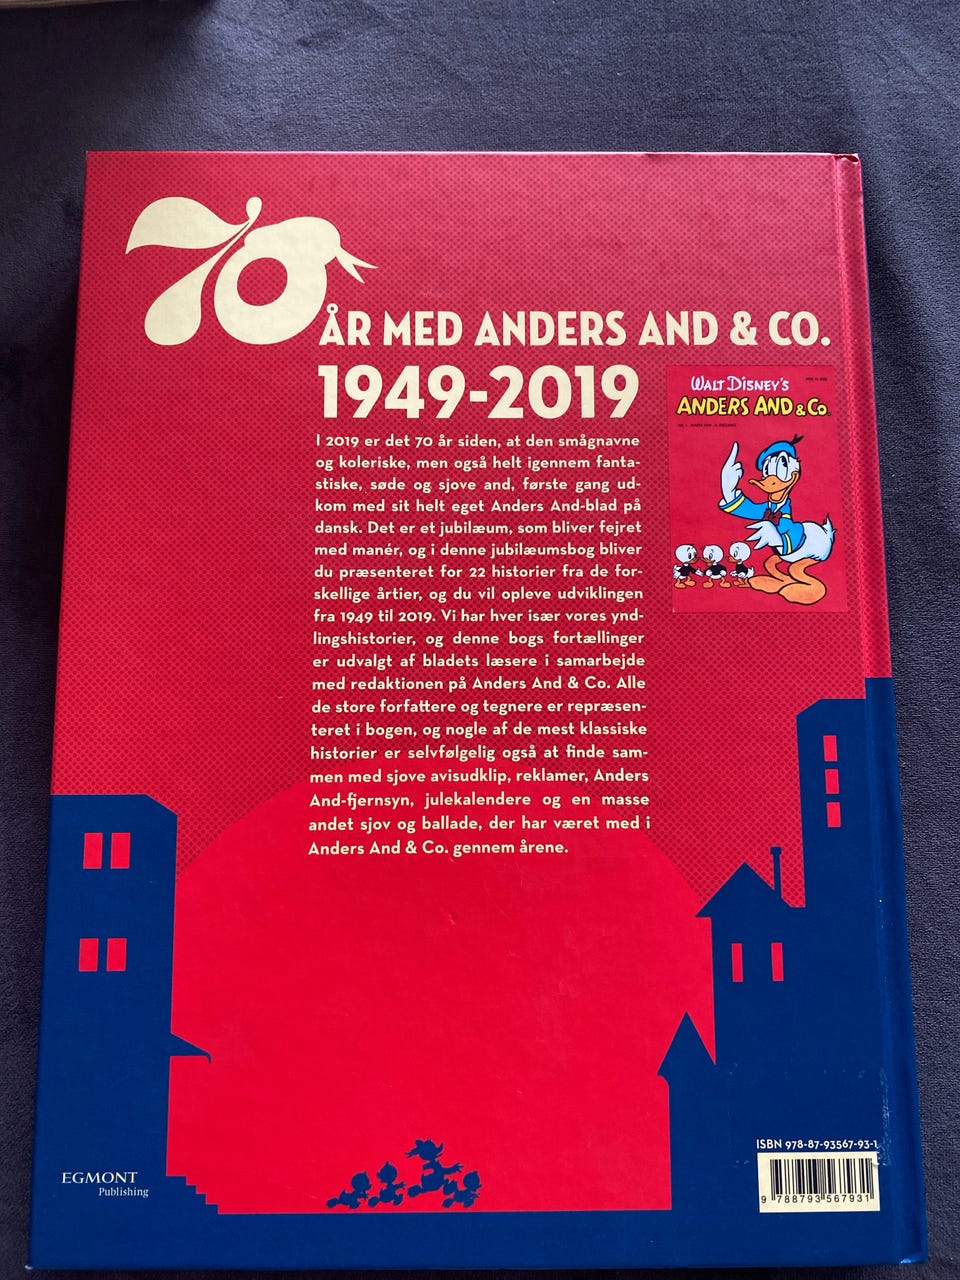 70
ÅR MED ANDERS AND & CO.
1949-2019
I 2019 er det 70 år siden, at den smågnavne
og koleriske, men også helt igennem fanta-
stiske, søde og sjove and, første gang ud-
kom med sit helt eget Anders And-blad på
dansk. Det er et jubilæum, som bliver fejret
med manér, og i denne jubilæumsbog bliver
du præsenteret for 22 historier fra de for-
skellige årtier, og du vil opleve udviklingen
fra 1949 til 2019. Vi har hver især vores ynd-
lingshistorier, og denne bogs fortællinger
er udvalgt af bladets læsere i samarbejde
med redaktionen på Anders And & Co. Alle
de store forfattere og tegnere er repræsen-
teret i bogen, og nogle af de mest klassiske
historier er selvfølgelig også at finde sam-
men med sjove avisudklip, reklamer, Anders
And-fjernsyn, julekalendere og en masse
andet sjov og ballade, der har været med i
Anders And & Co. gennem årene.
WALT DISNEY'S
ANDERS AND & Co.
EGMONT
Publishing
ISBN 978-87-93567-93-1
9 788793 567931